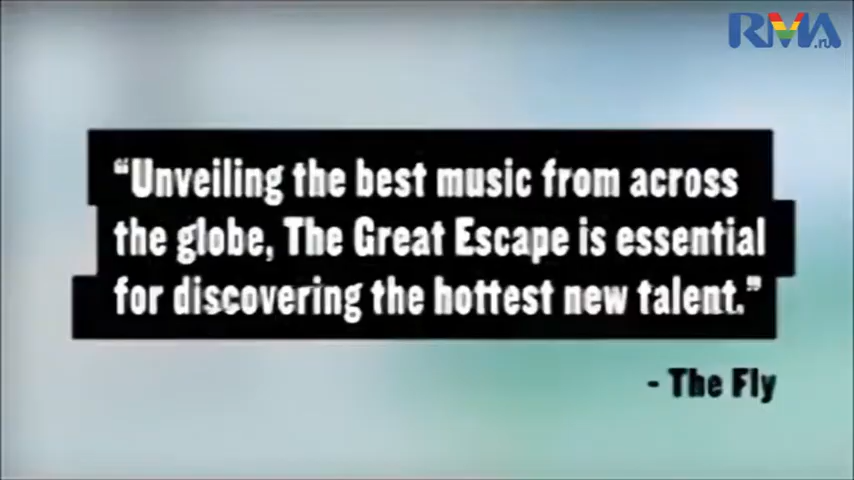 RMA.ru
“Unveiling the best music from across
the globe, The Great Escape is essential
for discovering the hottest new talent.”
- The Fly